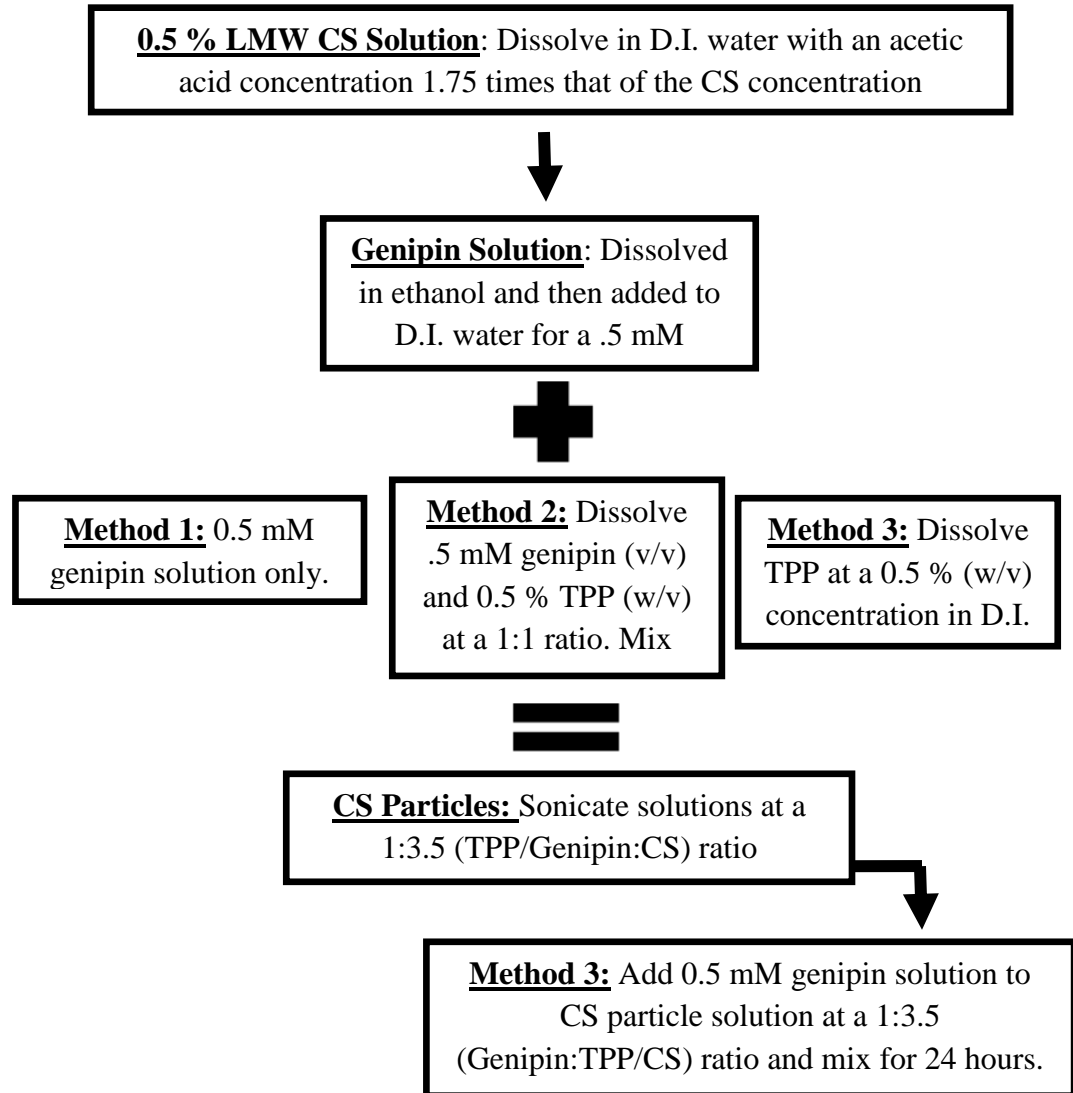 0.5 % LMW CS Solution: Dissolve in D.I. water with an acetic
acid concentration 1.75 times that of the CS concentration
Genipin Solution: Dissolved
in ethanol and then added to
D.I. water for a .5 mM
Method 1: 0.5 mM
genipin solution only.
Method 2: Dissolve
.5 mM genipin (v/v)
and 0.5 % TPP (w/v)
at a 1:1 ratio. Mix
Method 3: Dissolve
TPP at a 0.5 % (w/v)
concentration in D.I.
CS Particles: Sonicate solutions at a
1:3.5 (TPP/Genipin:CS) ratio
Method 3: Add 0.5 mM genipin solution to
CS particle solution at a 1:3.5
(Genipin:TPP/CS) ratio and mix for 24 hours.